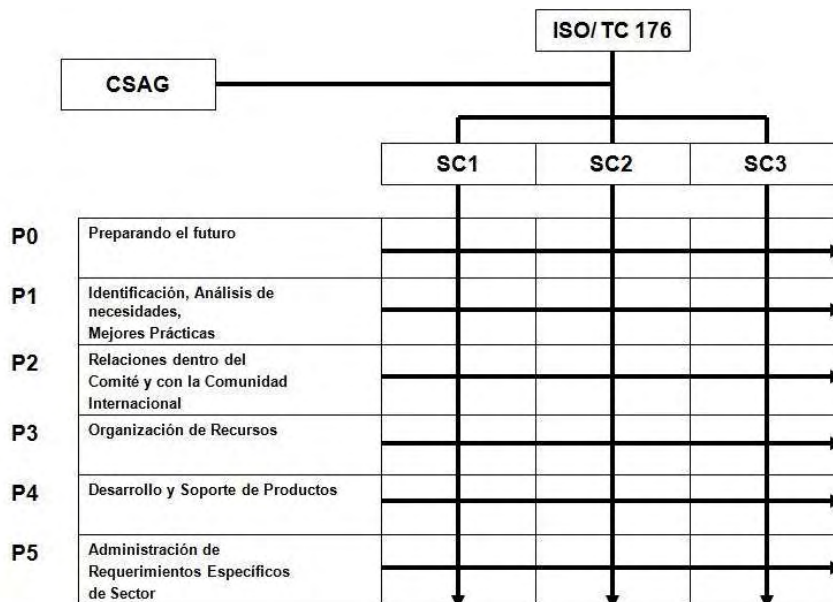 ISO/ TC 176
CSAG
SC1
SC2
SC3
P0
Preparando el futuro
P1
Identificación, Análisis de
necesidades,
Mejores Prácticas
P2
Relaciones dentro del
Comité y con la Comunidad
Internacional
P3
Organización de Recursos
P4
Desarrollo y Soporte de Productos
P5
Administración de
Requerimientos Específicos
de Sector